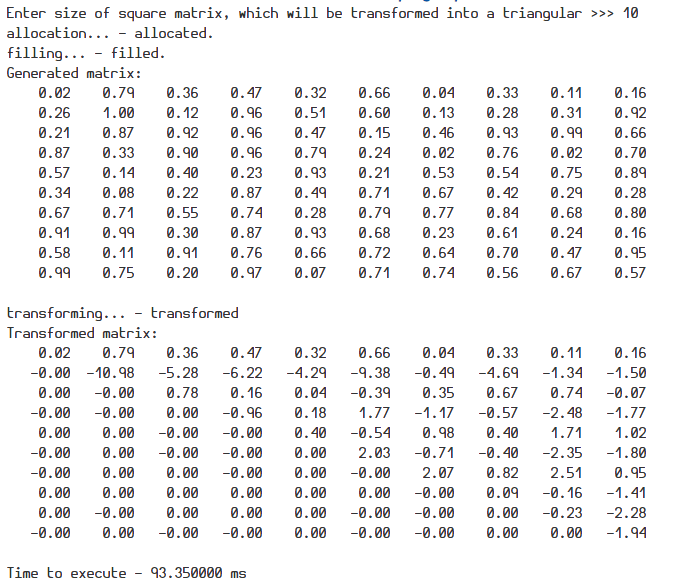 Enter size of square matrix, which will be transformed into a triangular >>> 10
allocation... - allocated.
filling... - filled.
Generated matrix:
0.02 0.79 0.36 0.47 0.32 0.66 0.04 0.33 0.11 0.16
0.26 1.00 0.12 0.96 0.51 0.60 0.13 0.28 0.31 0.92
0.21 0.87 0.92 0.96 0.47 0.15 0.46 0.93 0.99 0.66
0.87 0.33 0.90 0.96 0.79 0.24 0.02 0.76 0.02 0.70
0.57 0.14 0.40 0.23 0.93 0.21 0.53 0.54 0.75 0.89
0.34 0.08 0.22 0.87 0.49 0.71 0.67 0.42 0.29 0.28
0.67 0.71 0.55 0.74 0.28 0.79 0.77 0.84 0.68 0.80
0.91 0.99 0.30 0.87 0.93 0.68 0.23 0.61 0.24 0.16
0.58 0.11 0.91 0.76 0.66 0.72 0.64 0.70 0.47 0.95
0.99 0.75 0.20 0.97 0.07 0.71 0.74 0.56 0.67 0.57
transforming... - transformed
Transformed matrix:
0.02 0.79 0.36 0.47 0.32 0.66 0.04 0.33 0.11 0.16
-0.00 -10.98 -5.28 -6.22 -4.29 -9.38 -0.49 -4.69 -1.34 -1.50
0.00 -0.00 0.78 0.16 0.04 -0.39 0.35 0.67 0.74 -0.07
-0.00 -0.00 0.00 -0.96 0.18 1.77 -1.17 -0.57 -2.48 -1.77
0.00 0.00 -0.00 -0.00 0.40 -0.54 0.98 0.40 1.71 1.02
-0.00 0.00 0.00 0.00 0.00 2.03 -0.71 -0.40 -2.35 -1.80
-0.00 0.00 0.00 -0.00 0.00 -0.00 2.07 0.82 2.51 0.95
0.00 0.00 0.00 0.00 0.00 0.00 -0.00 0.09 -0.16 -1.41
0.00 -0.00 0.00 0.00 0.00 -0.00 -0.00 0.00 -0.23 -2.28
-0.00 0.00 -0.00 -0.00 0.00 -0.00 -0.00 0.00 0.00 -1.94
Time to execute - 93.350000 ms